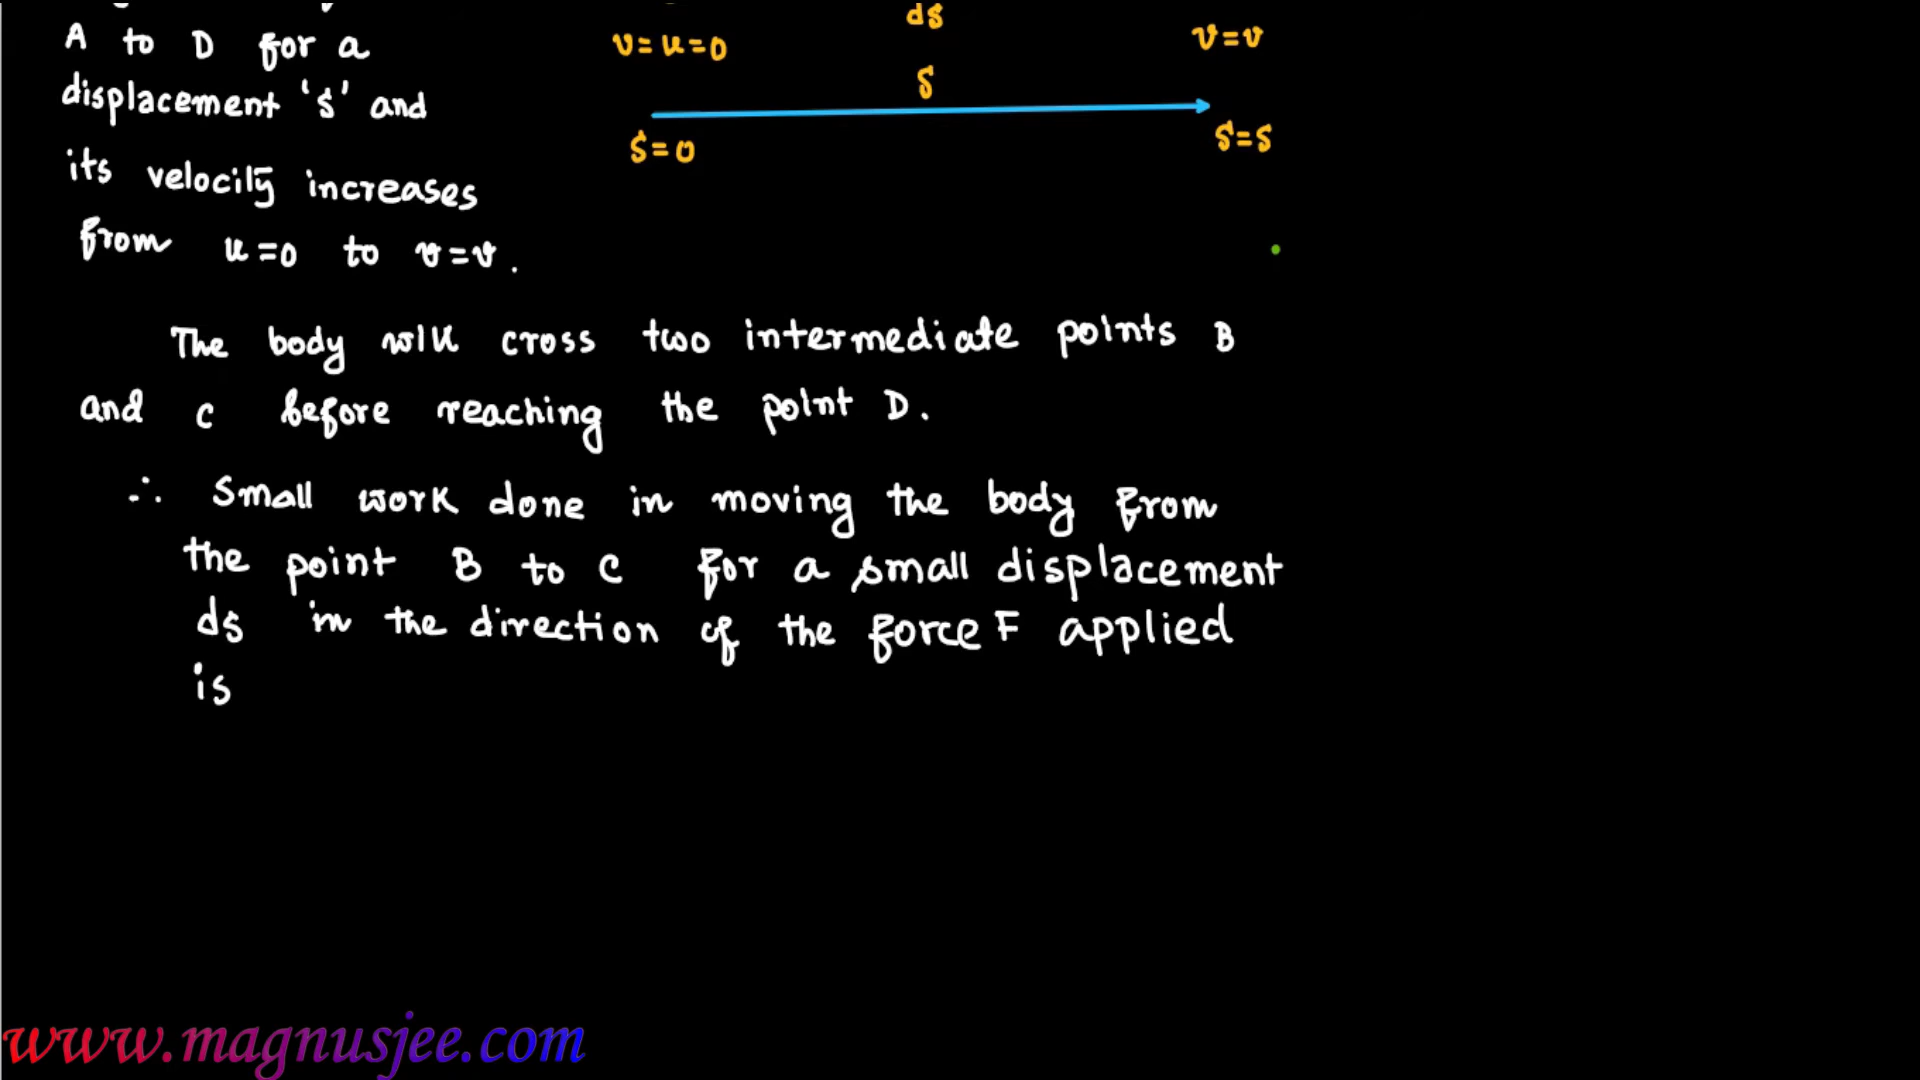 A to D for a
displacement 's' and
its velocity increases
from u=0 to v=v.
ds
v=u=0
v=v
S
S=0
S=S
The body will cross two intermediate points B
and C before reaching the point D.
∴ Small work done in moving the body from
the point B to C for a small displacement
ds in the direction of the force F applied
is
www.magnusjee.com